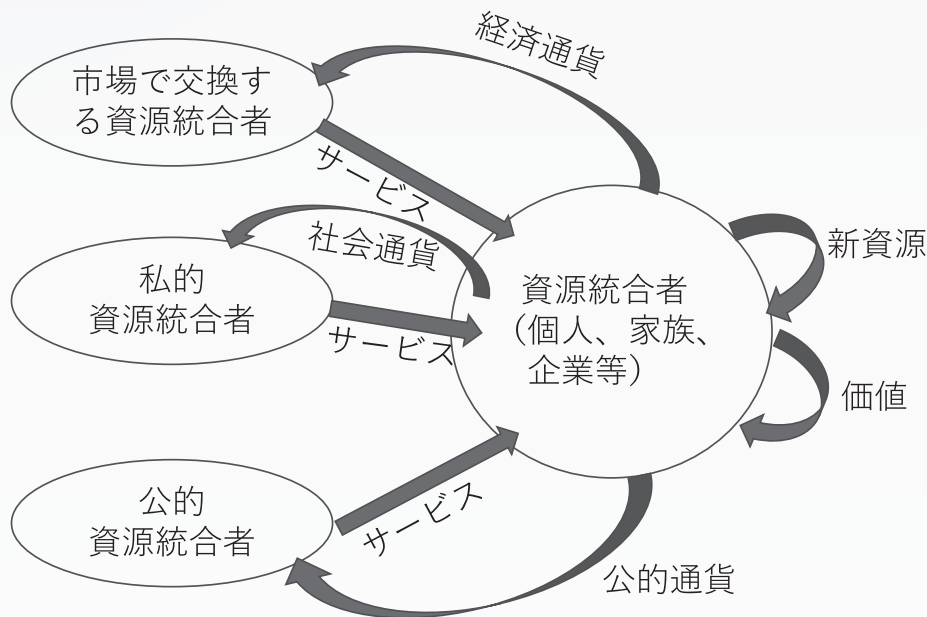 経済通貨
市場で交換す
る資源統合者
サービス
社会通貨
新資源
私的
資源統合者
サービス
資源統合者
（個人、家族、
企業等）
価値
公的
資源統合者
サービス
公的通貨